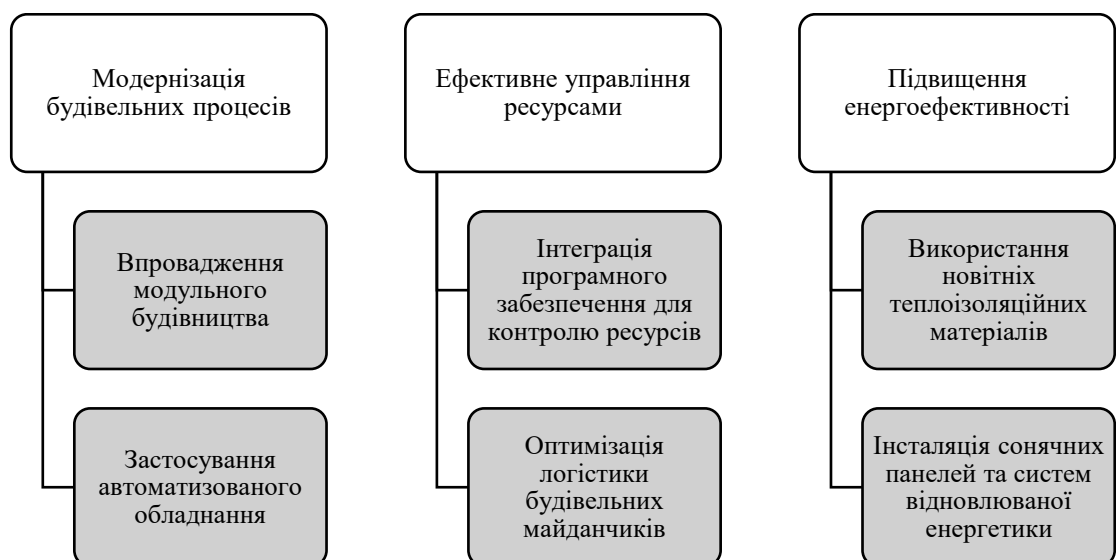 Модернізація
будівельних процесів
Впровадження
модульного
будівництва
Застосування
автоматизованого
обладнання
Ефективне управління
ресурсами
Інтеграція
програмного
забезпечення для
контролю ресурсів
Оптимізація
логістики
будівельних
майданчиків
Підвищення
енергоефективності
Використання
новітніх
теплоізоляційних
матеріалів
Інсталяція сонячних
панелей та систем
відновлюваної
енергетики